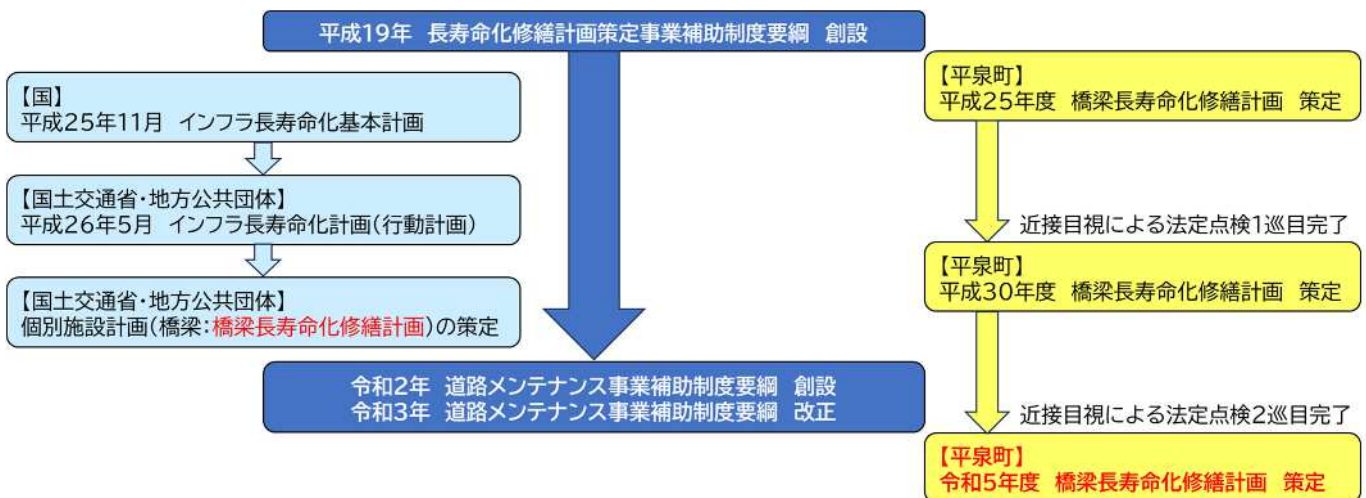 平成19年 長寿命化修繕計画策定事業補助制度要綱 創設
【国】
平成25年11月 インフラ長寿命化基本計画
【国土交通省・地方公共団体】
平成26年5月 インフラ長寿命化計画(行動計画)
【国土交通省・地方公共団体】
個別施設計画(橋梁:橋梁長寿命化修繕計画)の策定
令和2年 道路メンテナンス事業補助制度要綱 創設
令和3年 道路メンテナンス事業補助制度要綱 改正
【平泉町】
平成25年度 橋梁長寿命化修繕計画 策定
近接目視による法定点検1巡目完了
【平泉町】
平成30年度 橋梁長寿命化修繕計画 策定
近接目視による法定点検2巡目完了
【平泉町】
令和5年度 橋梁長寿命化修繕計画 策定